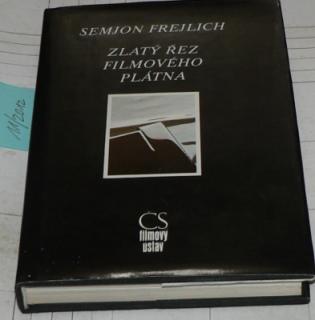 SEMJON FREJLICH
ZLATÝ ŘEZ
FILMOVÉHO
PLÁTNA
ČS
filmový
ústav